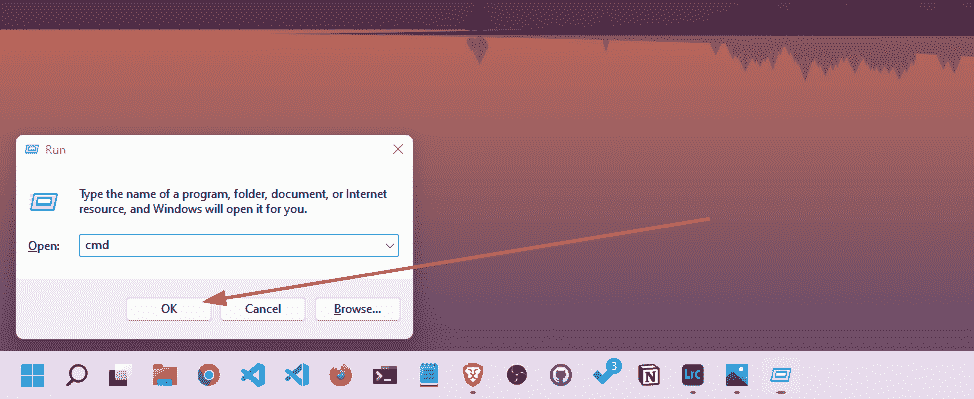 Run
Type the name of a program, folder, document, or Internet
resource, and Windows will open it for you.
Open: cmd
OK Cancel Browse...
3
N
LrC